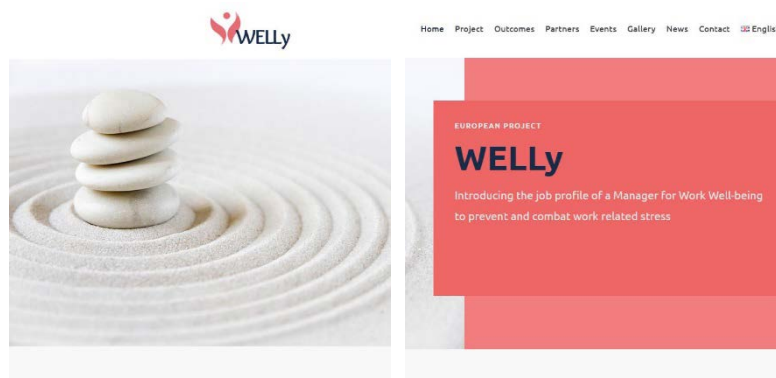 WELLy
Home Project Outcomes Partners Events Gallery News Contact Englis
EUROPEAN PROJECT
WELLy
Introducing the job profile of a Manager for Work Well-being
to prevent and combat work related stress